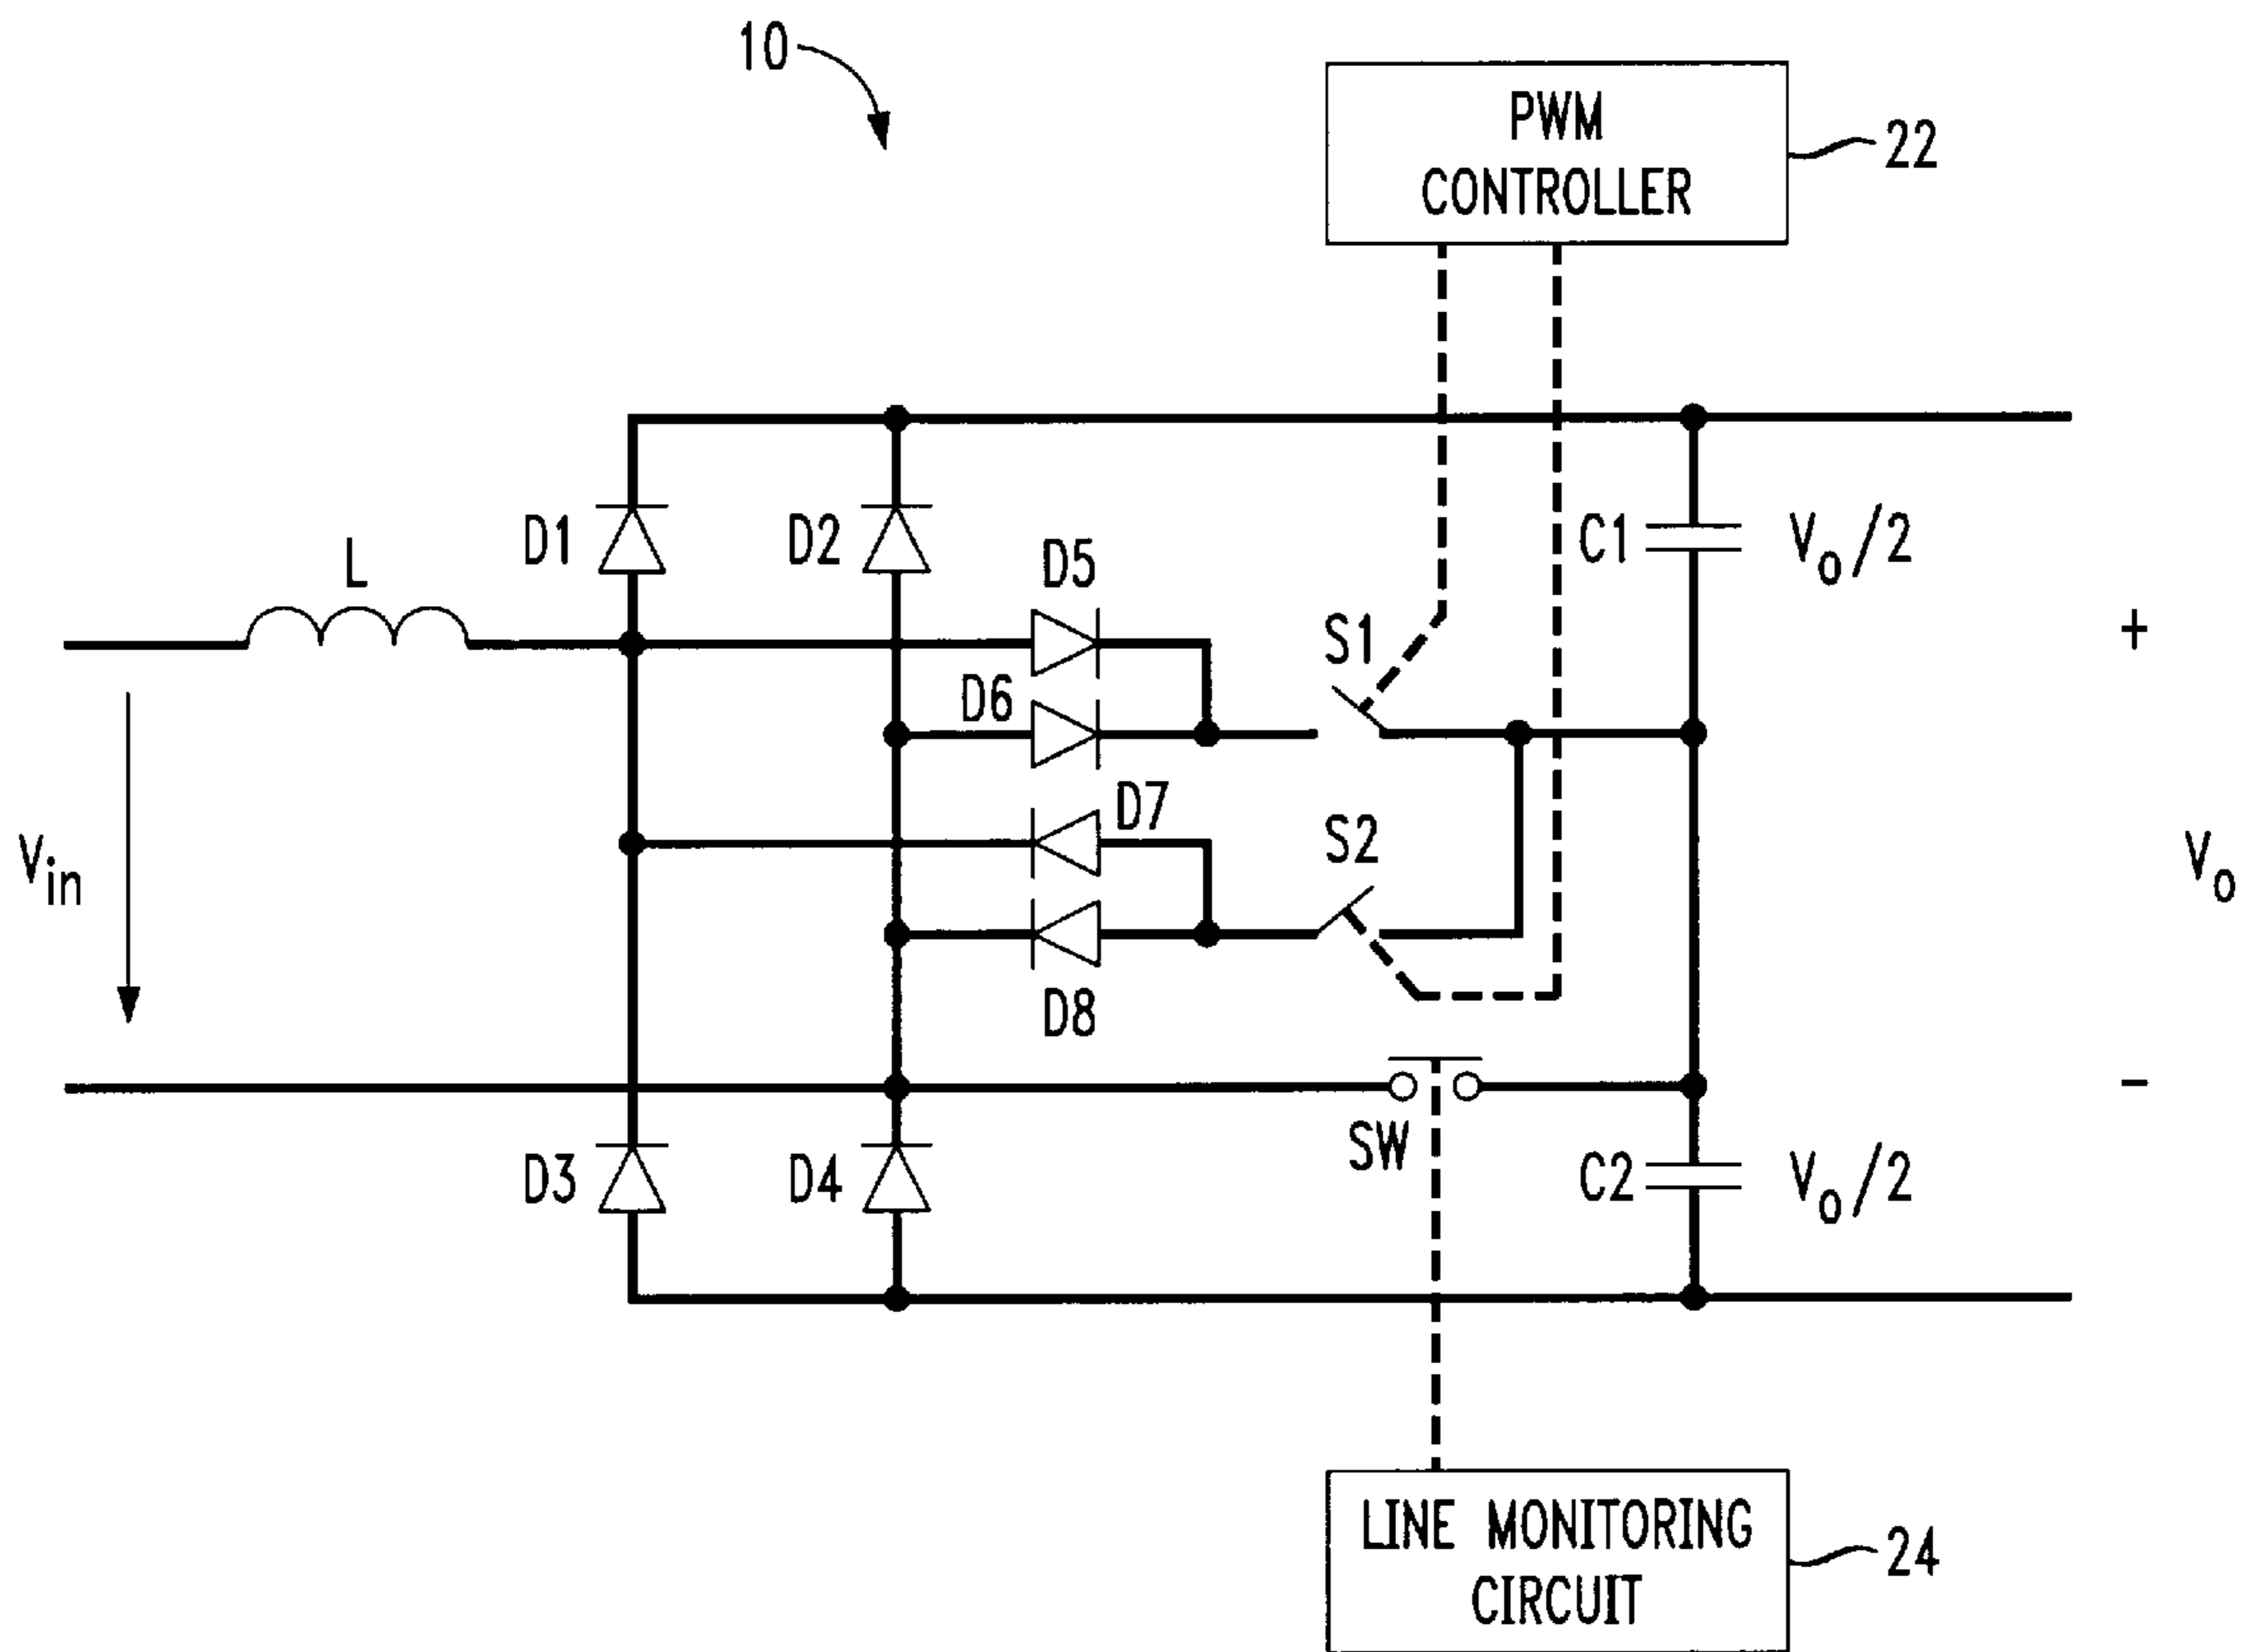 10
PWM
CONTROLLER
22
D1
D2
L
D5
C1
Vo/2
S1
+
D6
D7
S2
Vin
Vo
D8
-
SW
D3
D4
C2
Vo/2
LINE MONITORING
CIRCUIT
24